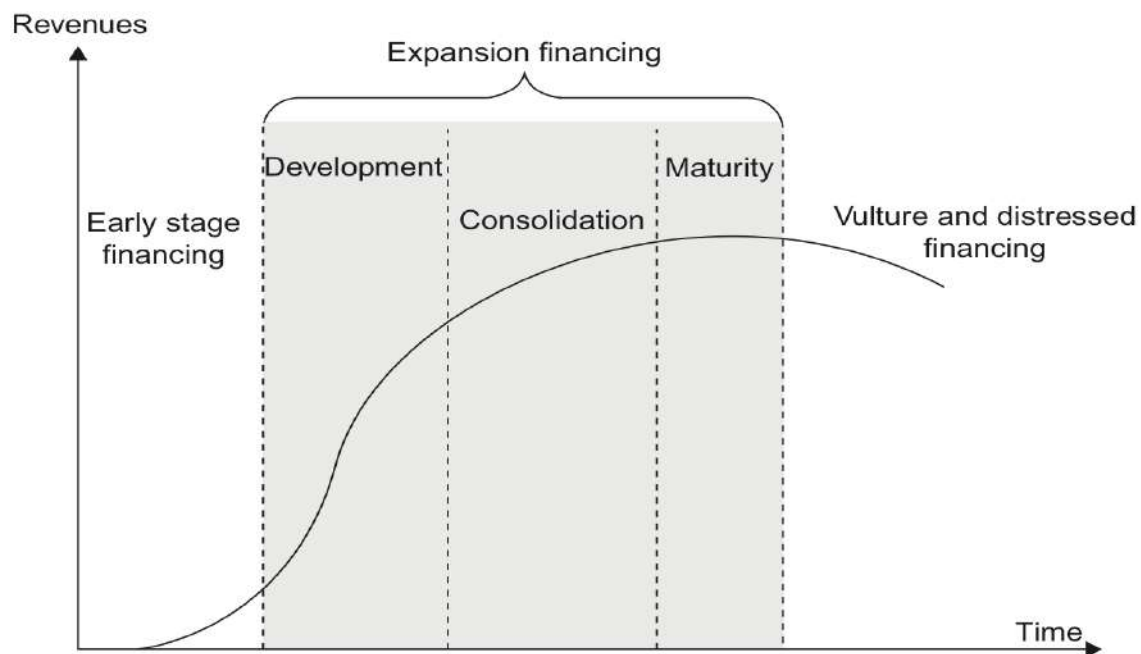 Revenues
Expansion financing
Development
Maturity
Early stage
financing
Consolidation
Vulture and distressed
financing
Time